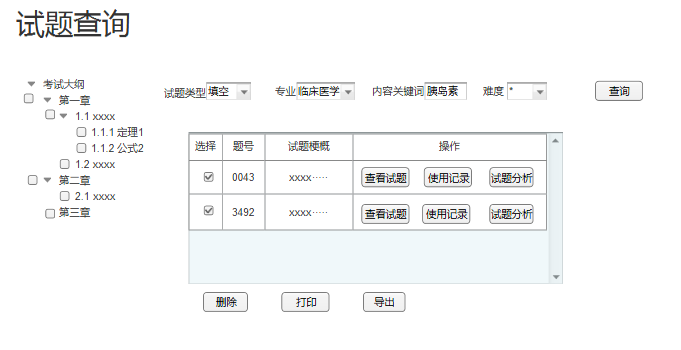 试题查询
考试大纲
第一章
1.1 xxxx
1.1.1 定理1
1.1.2 公式2
1.2 xxxx
第二章
2.1 xxxx
第三章
试题类型 填空 专业 临床医学 内容关键词 胰岛素 难度 * 查询
选择 题号 试题梗概 操作
0043 xxxx····· 查看试题 使用记录 试题分析
3492 xxxx····· 查看试题 使用记录 试题分析
删除 打印 导出